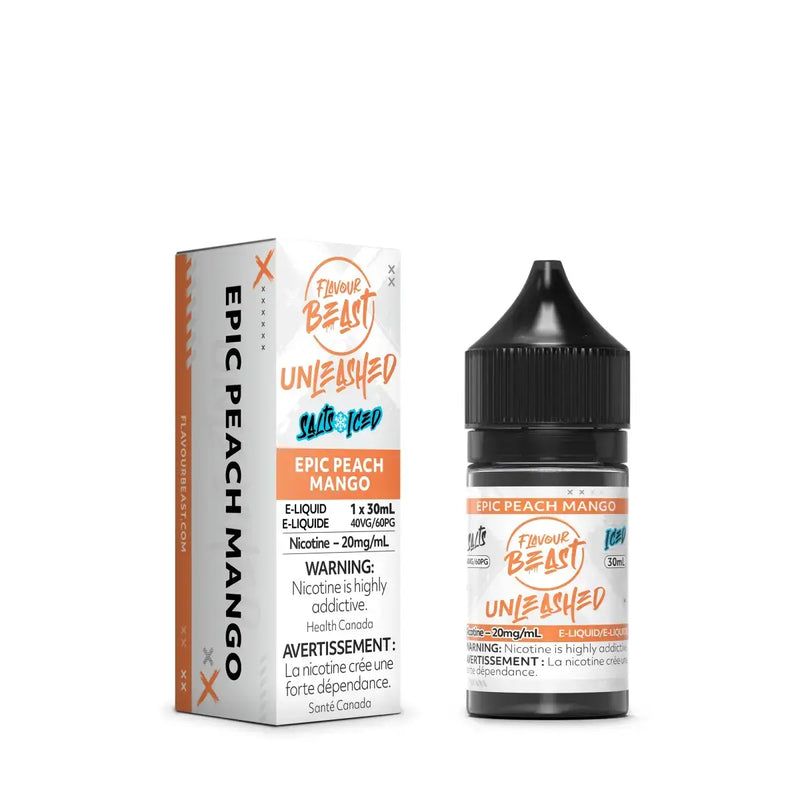 EPIC PEACH MANGO
FLAVOURBEAST.COM
FLAVOUR
BEAST
UNLEASHED
SALTS ICED
EPIC PEACH
MANGO
E-LIQUID 1 x 30mL
E-LIQUIDE 40VG/60PG
Nicotine – 20mg/mL
WARNING:
Nicotine is highly
addictive.
Health Canada
AVERTISSEMENT :
La nicotine crée une
forte dépendance.
Santé Canada
EPIC PEACH MANGO
SALTS
FLAVOUR
BEAST
ICED
VG/60PG
30mL
UNLEASHED
Nicotine – 20mg/mL E-LIQUID/E-LIQUIDE
WARNING: Nicotine is highly addictive.
AVERTISSEMENT : La nicotine crée une
forte dépendance.